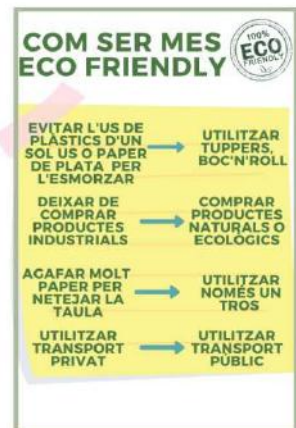 COM SER MES
ECO FRIENDLY
100%
ECO
FRIENDLY
EVITAR L'US DE
PLÀSTICS D'UN
SOL US O PAPER
DE PLATA PER
L'ESMORZAR
UTILITZAR
TUPPERS,
BOC'N'ROLL
DEIXAR DE
COMPRAR
PRODUCTES
INDUSTRIALS
COMPRAR
PRODUCTES
NATURALS O
ECOLÒGICS
AGAFAR MOLT
PAPER PER
NETEJAR LA
TAULA
UTILITZAR
NOMÉS UN
TROS
UTILITZAR
TRANSPORT
PRIVAT
UTILITZAR
TRANSPORT
PÚBLIC